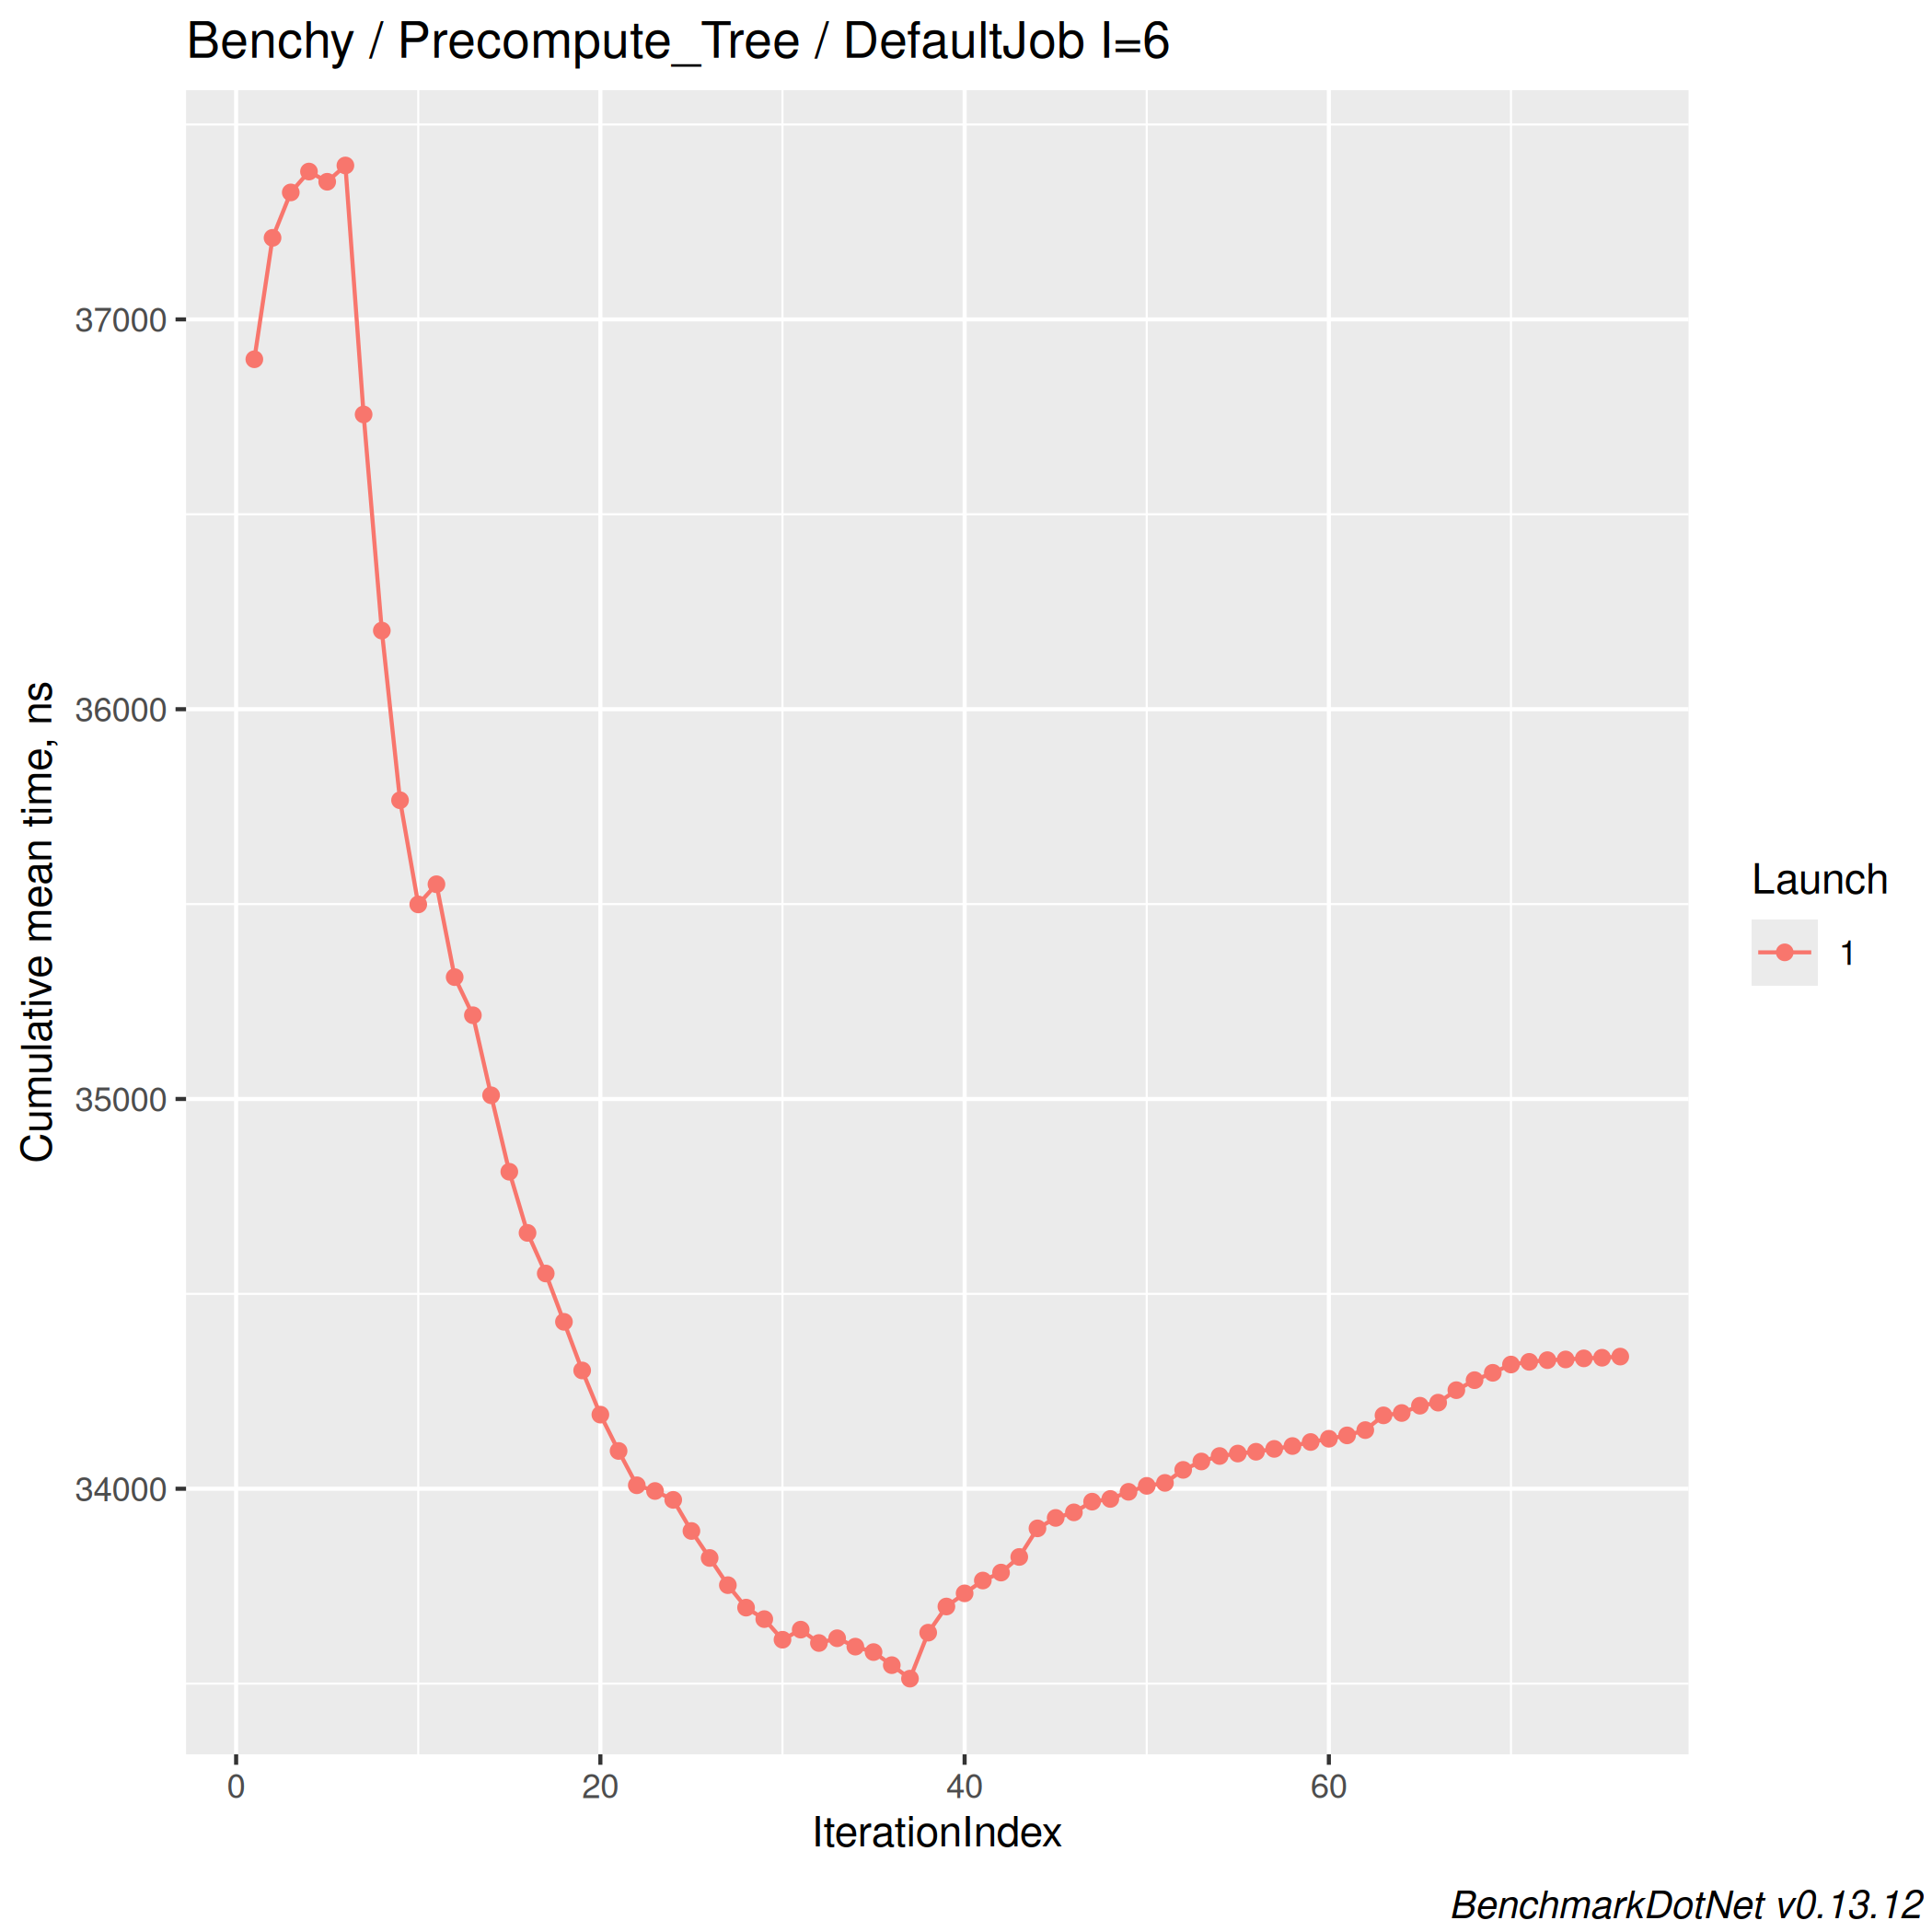 Benchy / Precompute_Tree / DefaultJob I=6
Cumulative mean time, ns
37000
36000
35000
34000
0 20 40 60
IterationIndex
Launch
1
BenchmarkDotNet v0.13.12